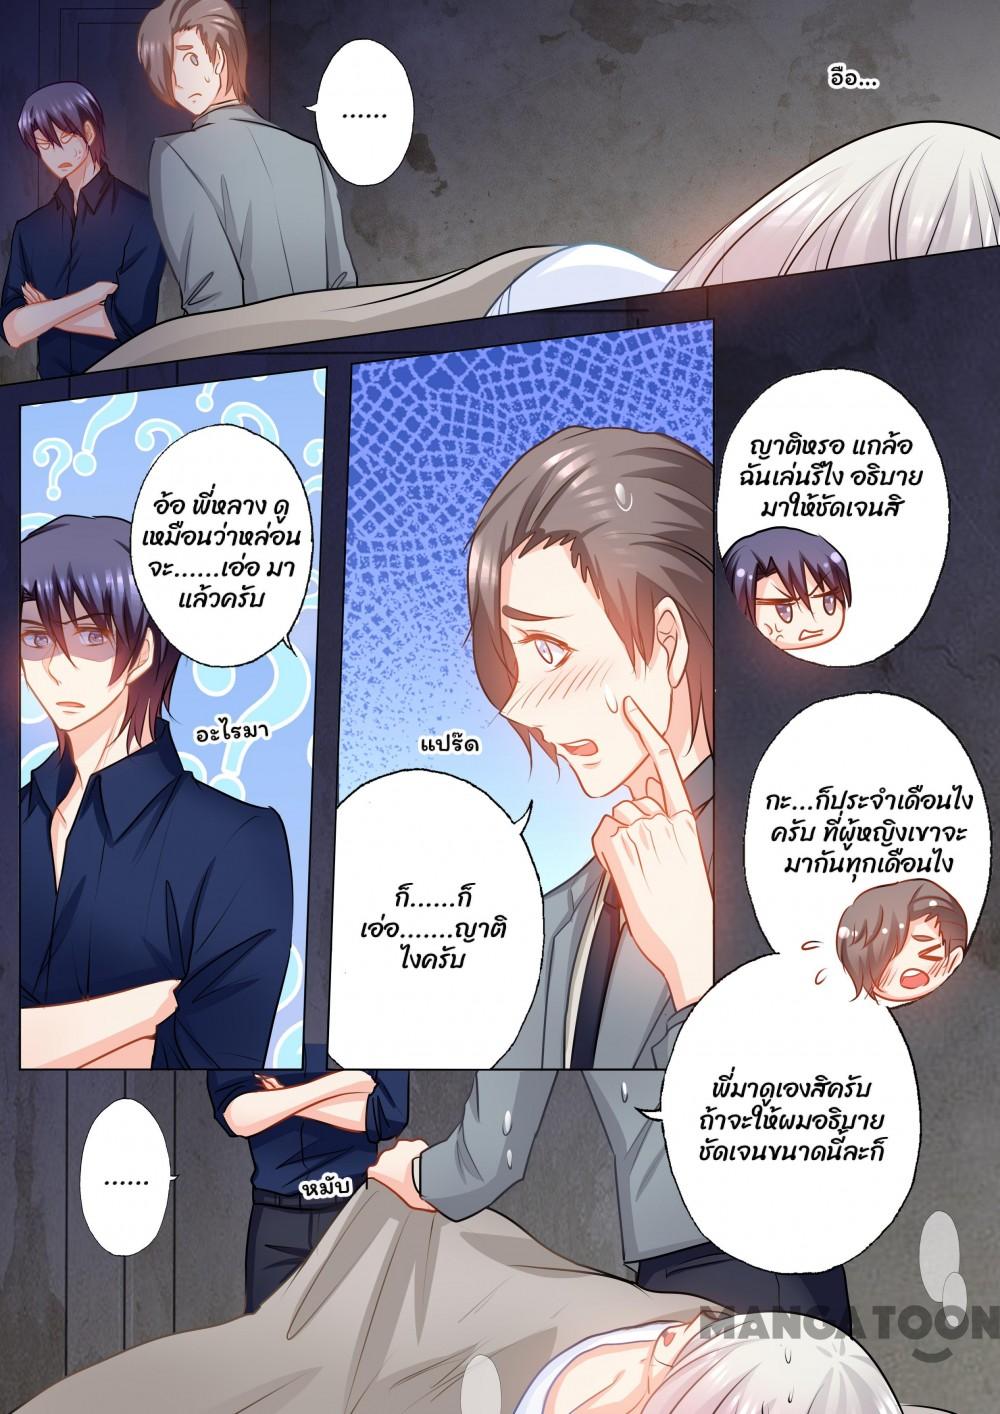 ......
อือ...
อ้อ พี่หลาง ดู
เหมือนว่าหล่อน
จะ......เอ่อ มา
แล้วครับ
อะไรมา
แปร๊ด
ก็......ก็
เอ่อ.......ญาติ
ไงครับ
ญาติหรอ แกล้อ
ฉันเล่นรึไง อธิบาย
มาให้ชัดเจนสิ
กะ...ก็ประจำเดือนไง
ครับ ที่ผู้หญิงเขาจะ
มากันทุกเดือนไง
พี่มาดูเองสิครับ
ถ้าจะให้ผมอธิบาย
ชัดเจนขนาดนี้ละก็
......
หมับ
MANGATOON